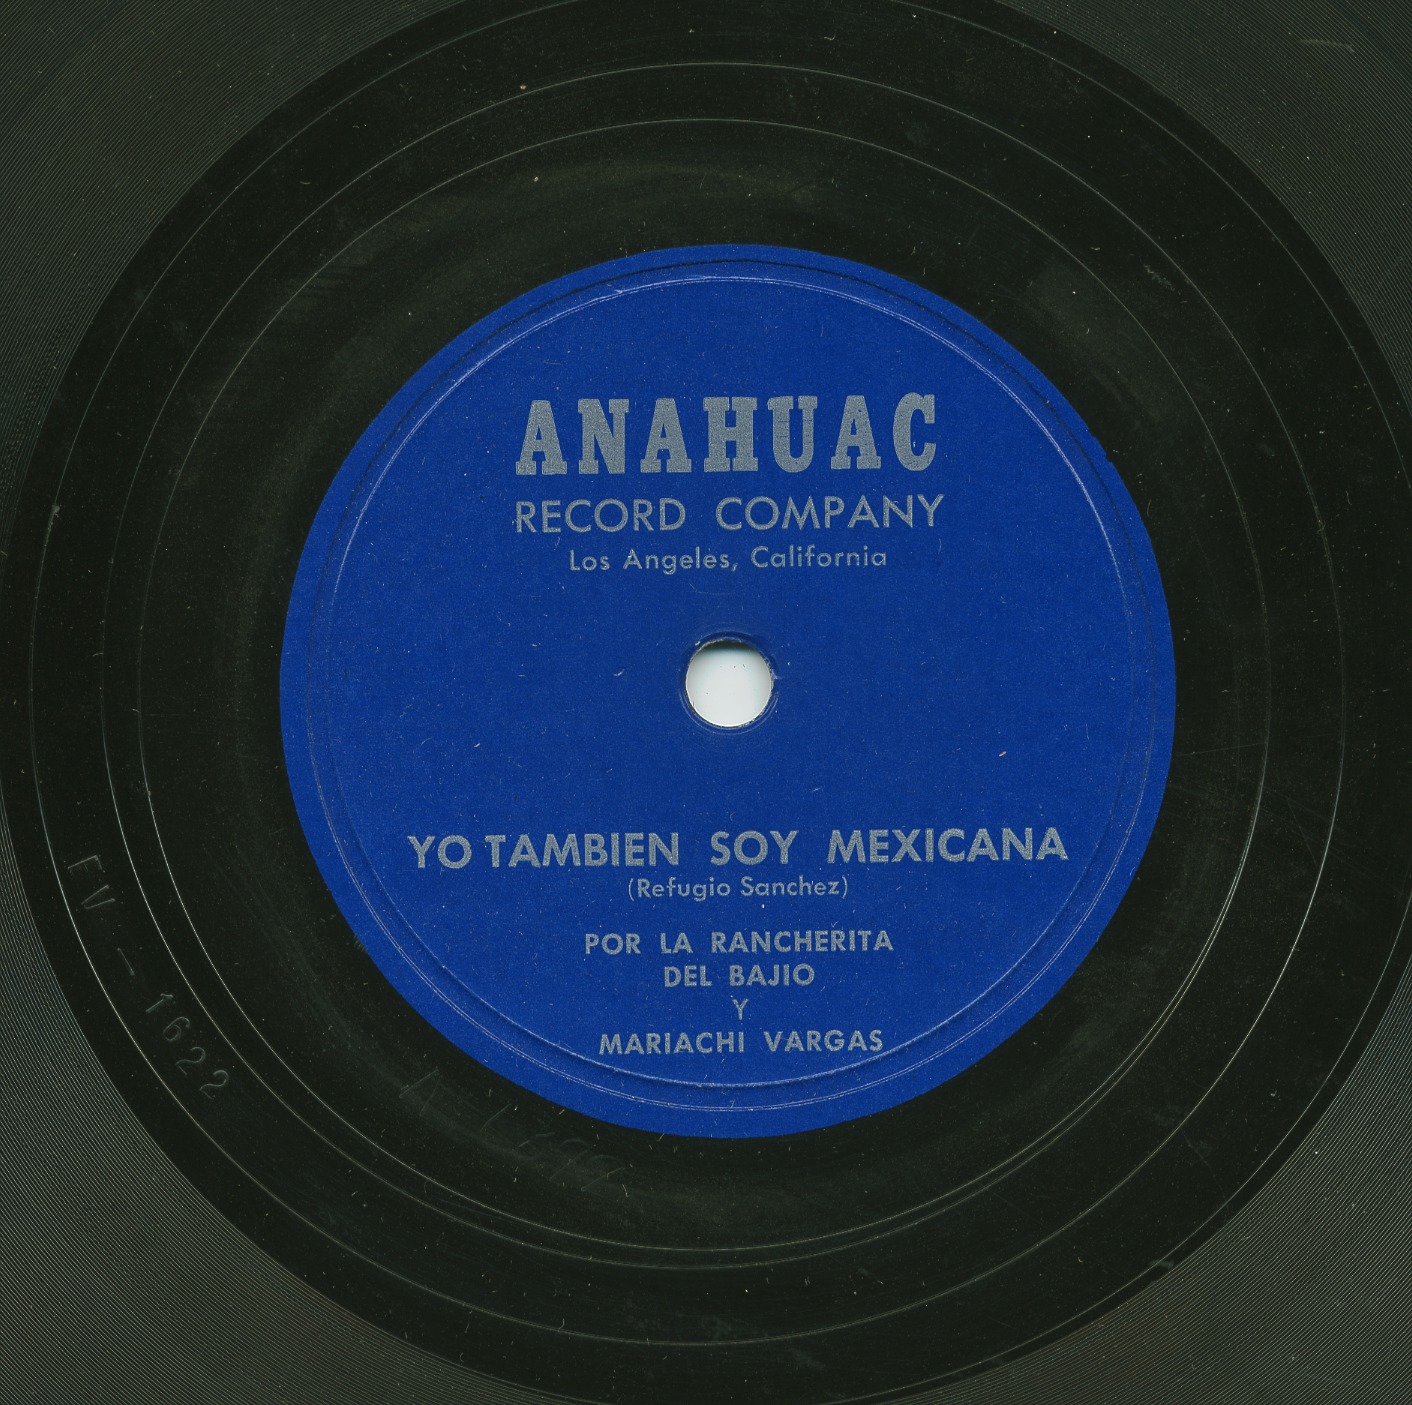 ANAHUAC
RECORD COMPANY
Los Angeles, California
YO TAMBIEN SOY MEXICANA
(Refugio Sanchez)
POR LA RANCHERITA
DEL BAJIO
Y
MARIACHI VARGAS
FV - 1622